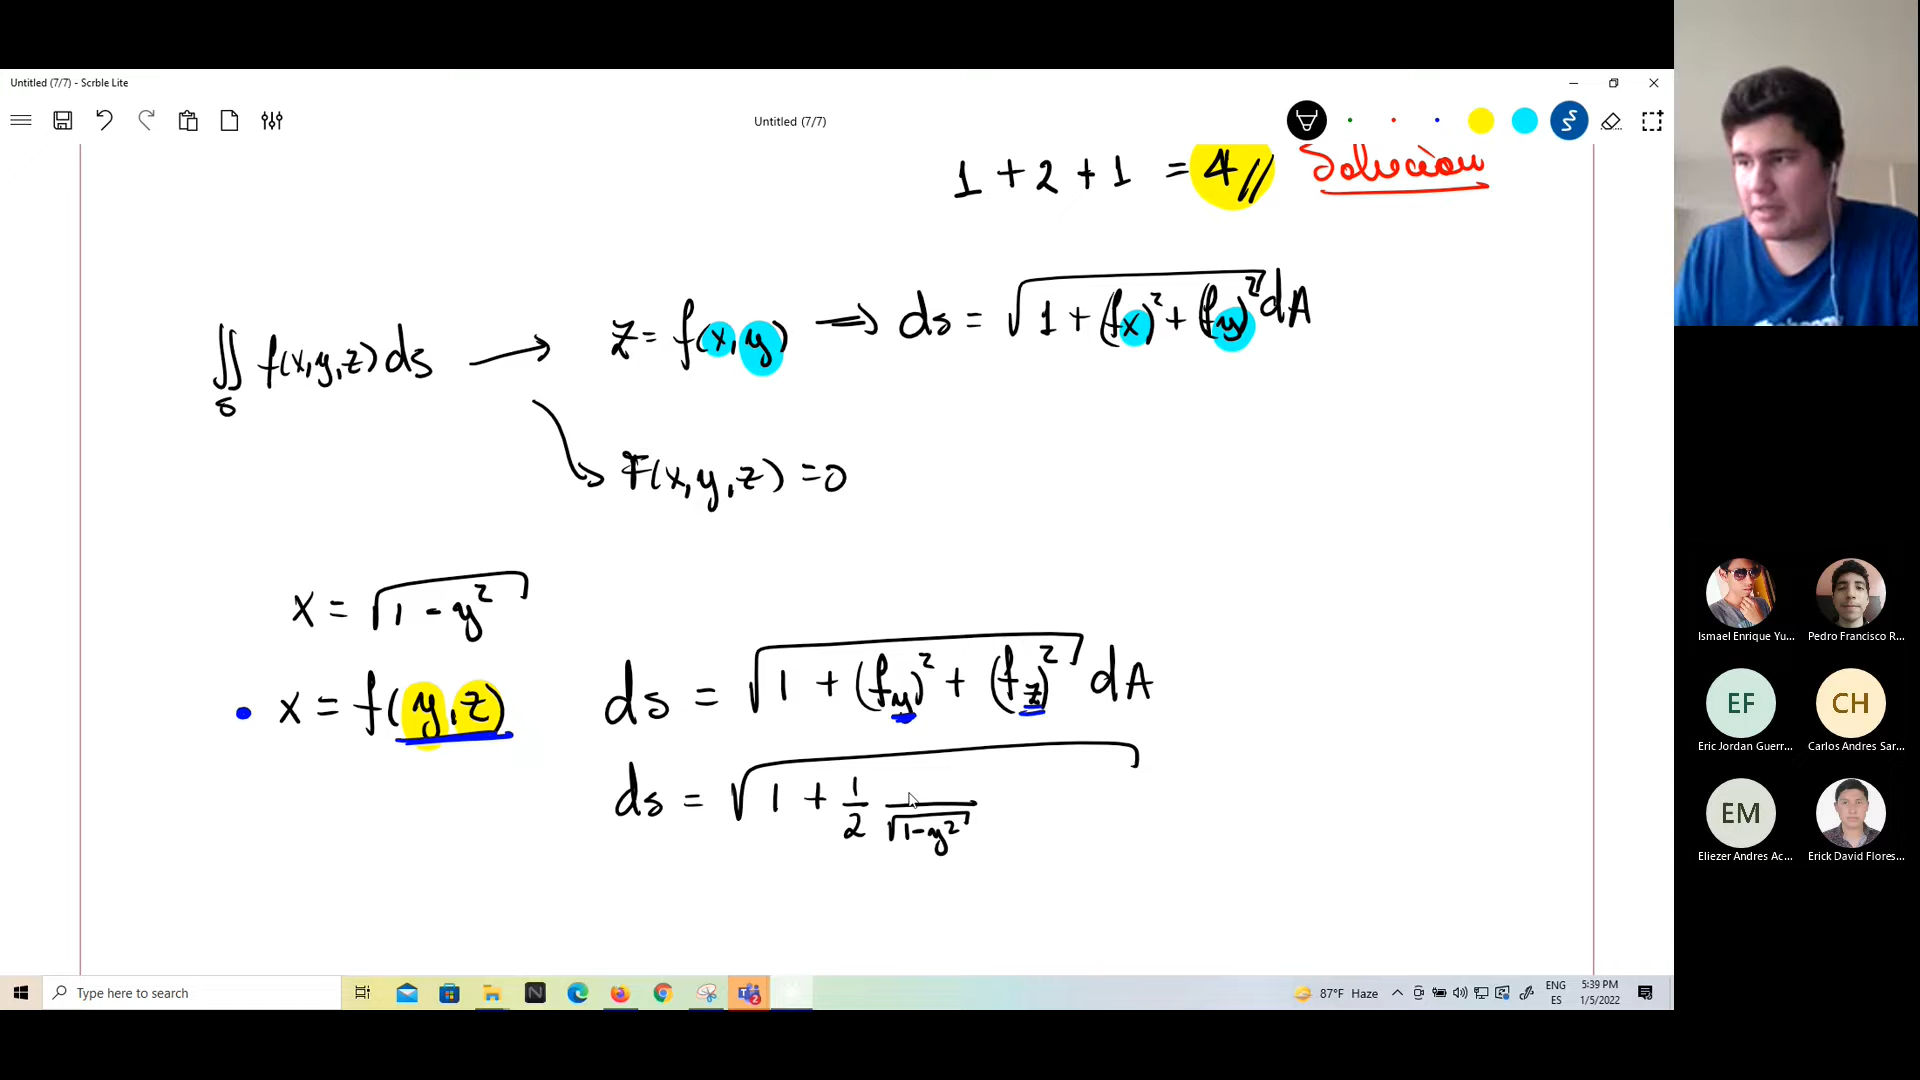 Untitled (7/7) - Scrble Lite
Untitled (7/7)
1 + 2 + 1 = 4 // Solución
∬ f(x,y,z) ds → z = f(x,y) ⇒ ds = √(1 + (fx)² + (fy)²) dA
S
F(x,y,z) = 0
x = √(1 - y²)
• x = f(y,z) ds = √(1 + (fy)² + (fz)²) dA
ds = √(1 + 1/2 /√(1-y²)
Ismael Enrique Yu...
Pedro Francisco R...
EF
CH
Eric Jordan Guerr...
Carlos Andres Sar...
EM
Eliezer Andres Ac...
Erick David Flores...
Type here to search
N
2
87°F Haze
ENG
ES
5:39 PM
1/5/2022